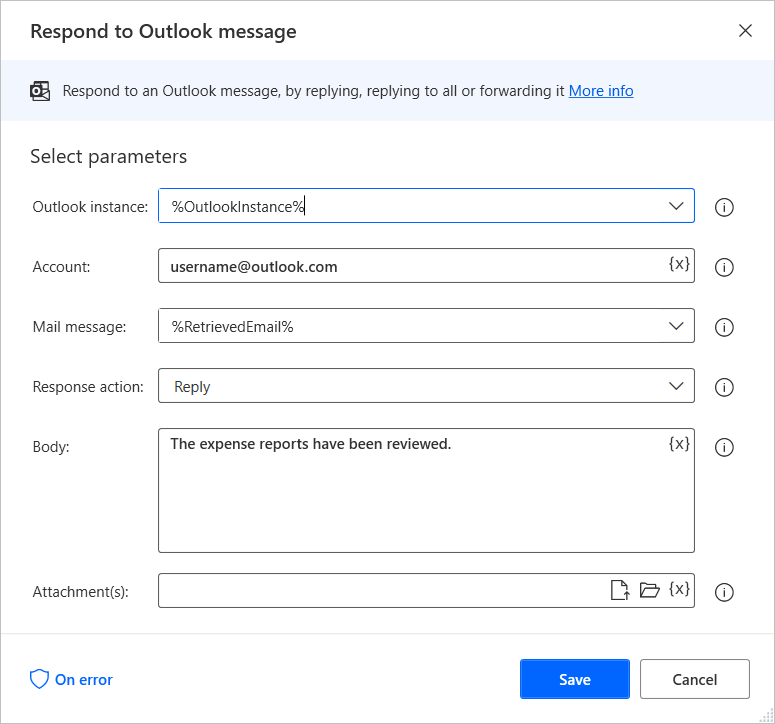 Respond to Outlook message
Respond to an Outlook message, by replying, replying to all or forwarding it More info
Select parameters
Outlook instance: %OutlookInstance%
Account: username@outlook.com {x}
Mail message: %RetrievedEmail%
Response action: Reply
Body: The expense reports have been reviewed. {x}
Attachment(s): {x}
On error Save Cancel